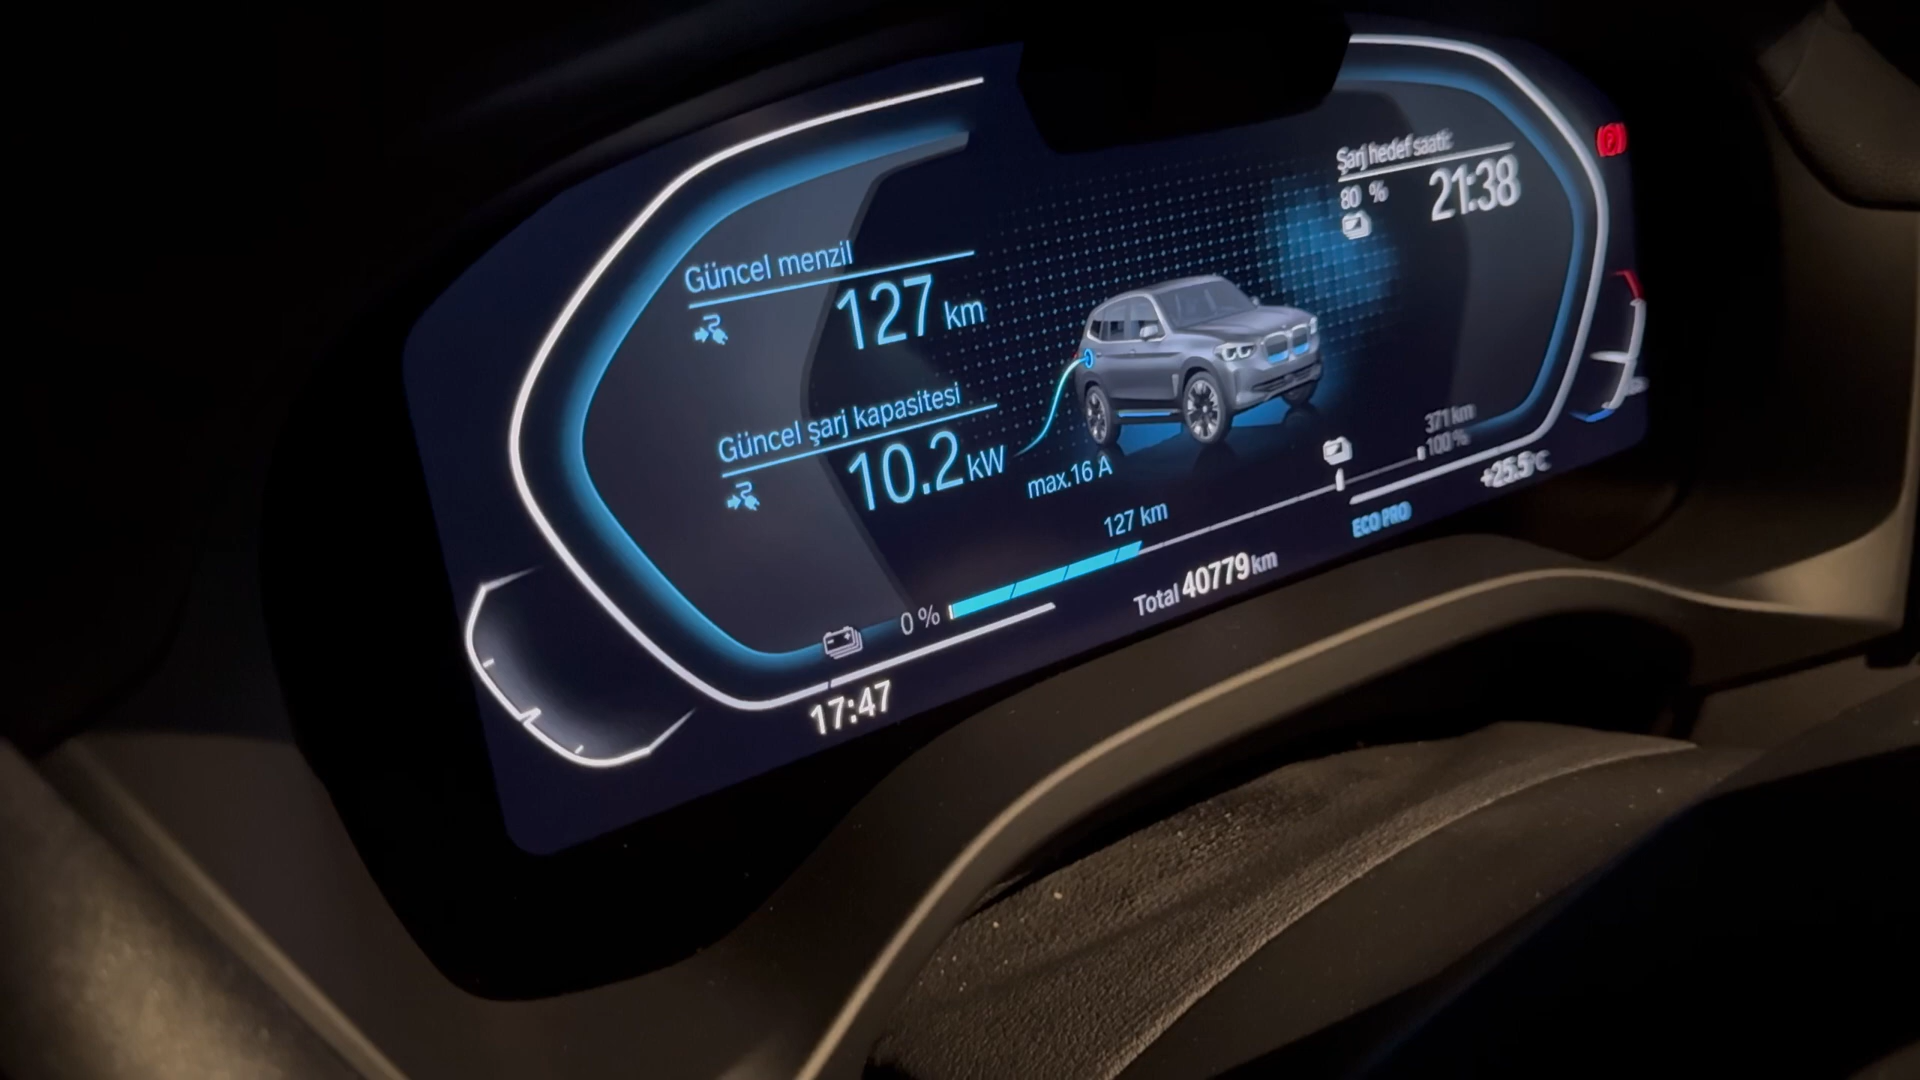 Şarj hedef saati:
80 %
21:38
Güncel menzil
127 km
Güncel şarj kapasitesi
10.2 kW
max.16 A
371 km
100 %
+25.5°C
127 km
ECO PRO
0 %
Total 40779 km
17:47